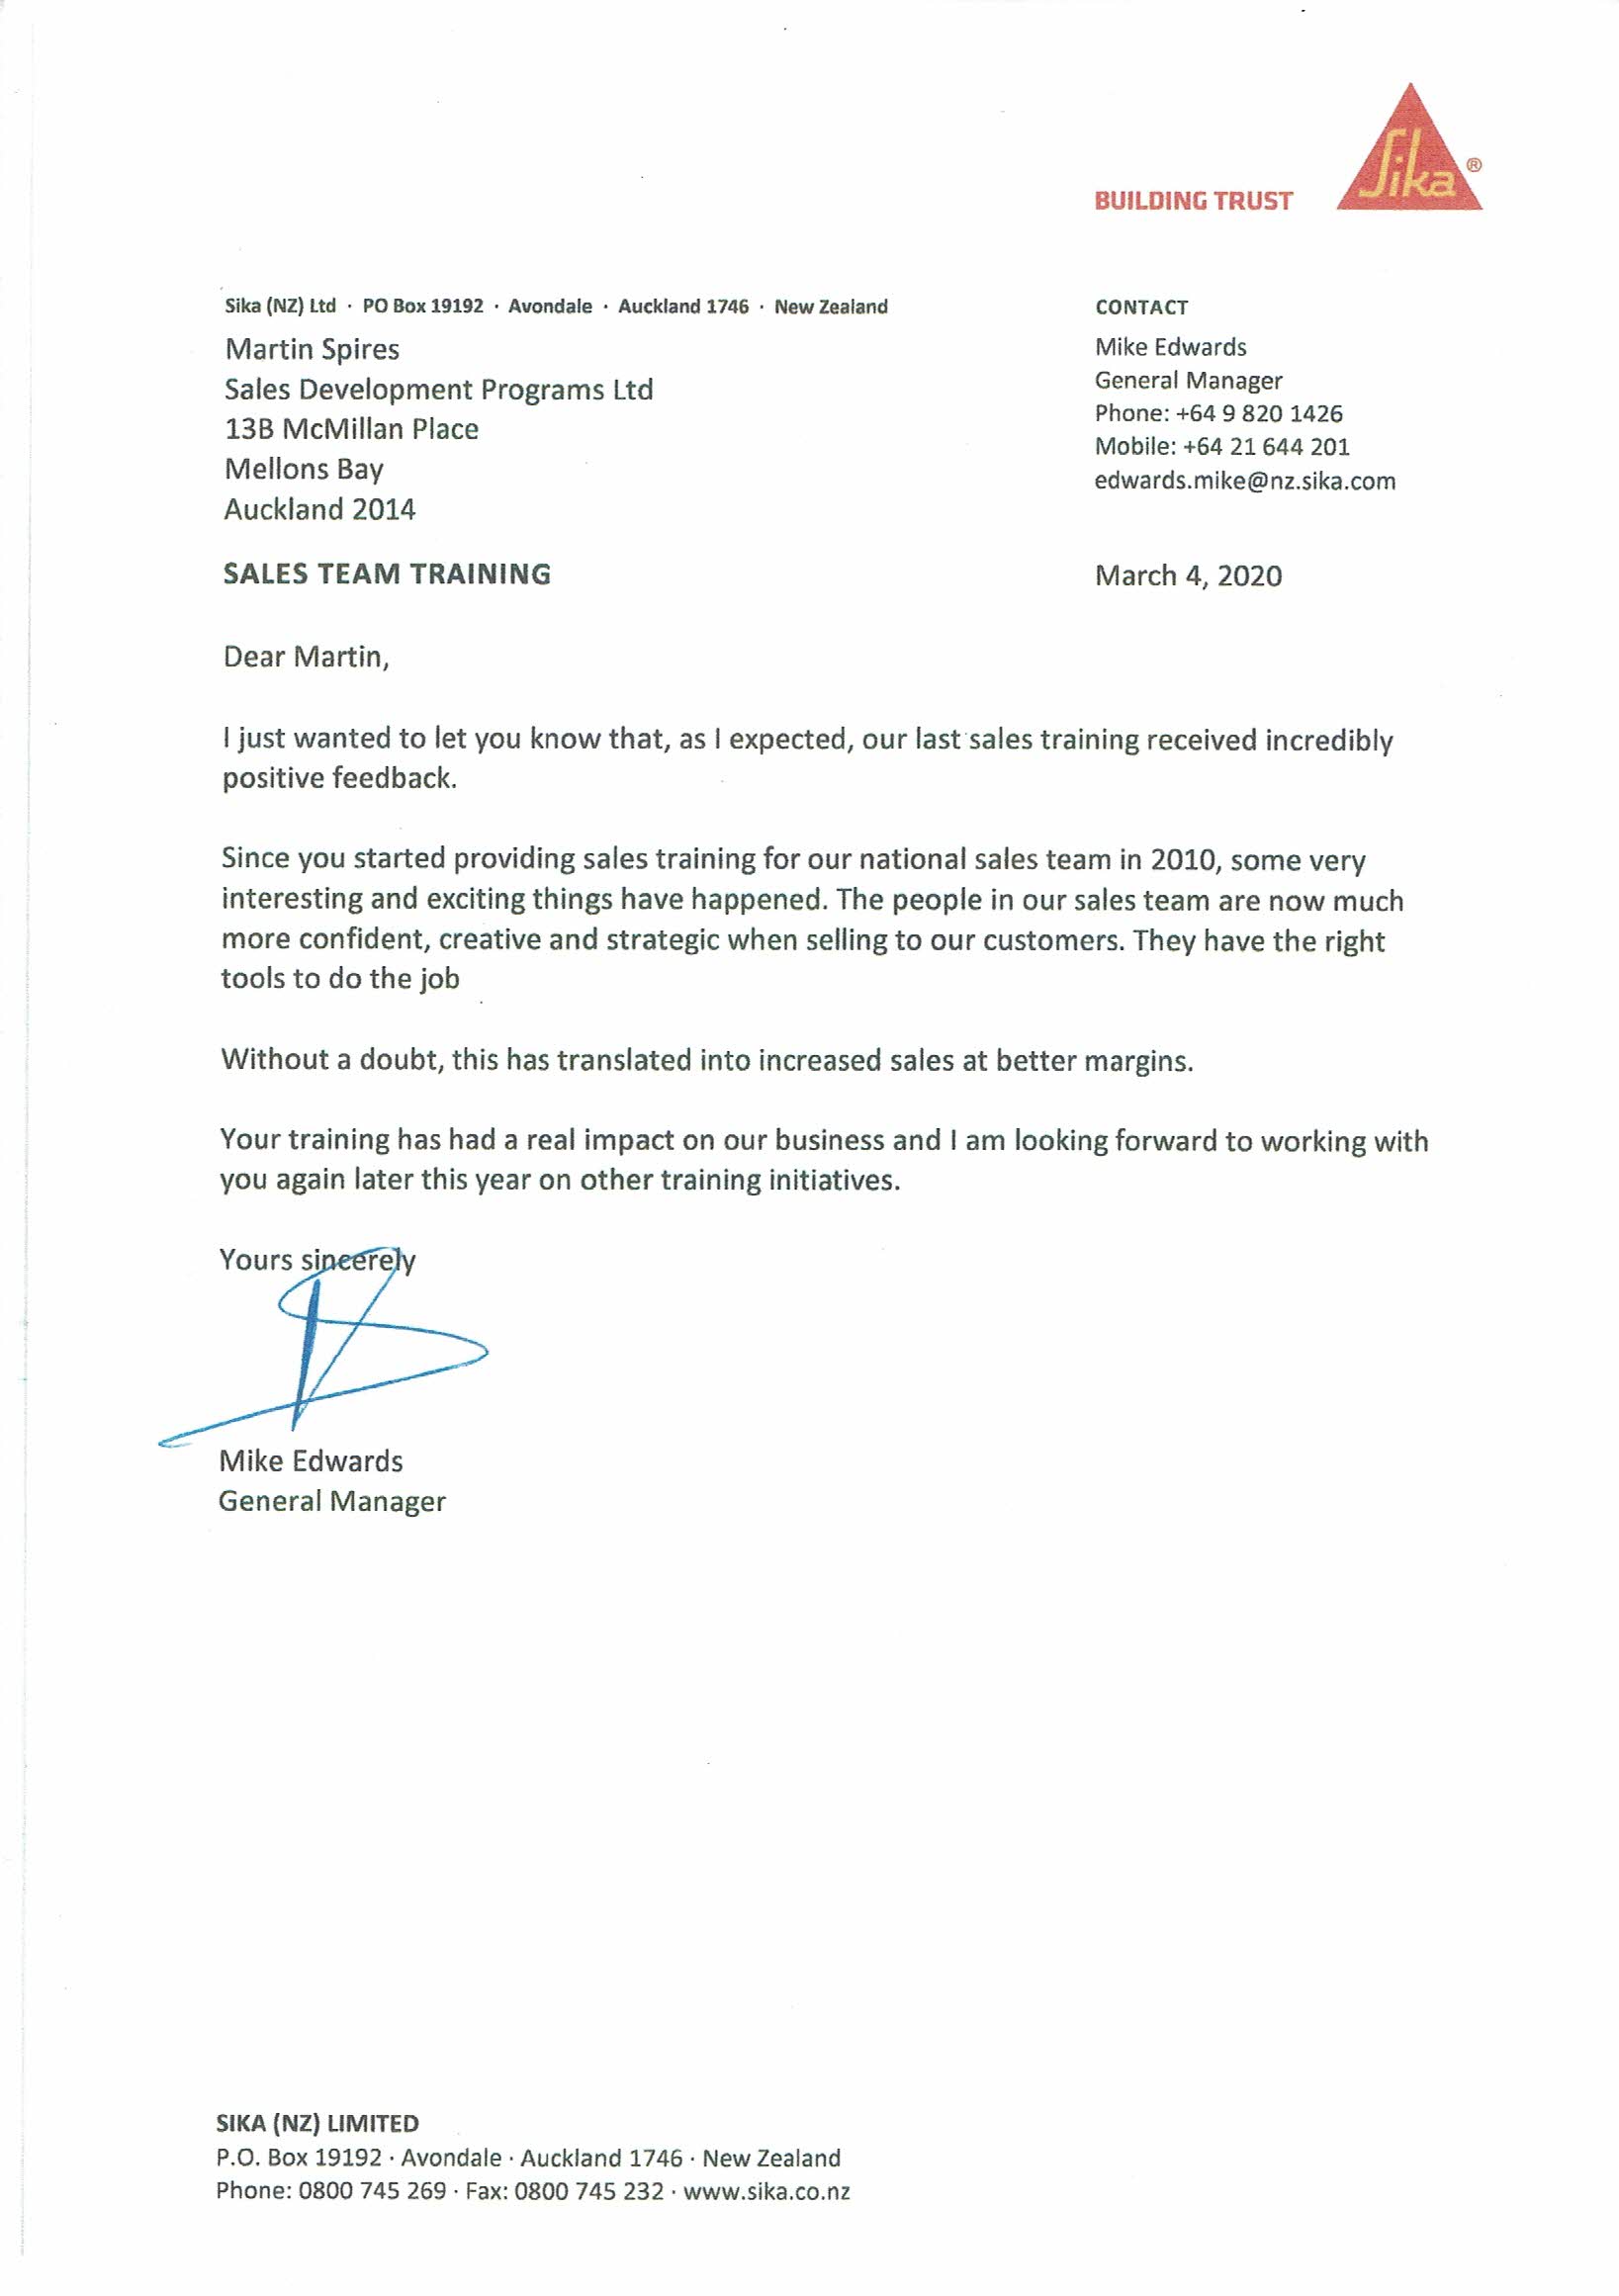 BUILDING TRUST
Sika®
Sika (NZ) Ltd · PO Box 19192 · Avondale · Auckland 1746 · New Zealand
Martin Spires
Sales Development Programs Ltd
13B McMillan Place
Mellons Bay
Auckland 2014
CONTACT
Mike Edwards
General Manager
Phone: +64 9 820 1426
Mobile: +64 21 644 201
edwards.mike@nz.sika.com
SALES TEAM TRAINING
March 4, 2020
Dear Martin,
I just wanted to let you know that, as I expected, our last sales training received incredibly
positive feedback.
Since you started providing sales training for our national sales team in 2010, some very
interesting and exciting things have happened. The people in our sales team are now much
more confident, creative and strategic when selling to our customers. They have the right
tools to do the job
Without a doubt, this has translated into increased sales at better margins.
Your training has had a real impact on our business and I am looking forward to working with
you again later this year on other training initiatives.
Yours sincerely
Mike Edwards
General Manager
SIKA (NZ) LIMITED
P.O. Box 19192 · Avondale · Auckland 1746 · New Zealand
Phone: 0800 745 269 · Fax: 0800 745 232 · www.sika.co.nz